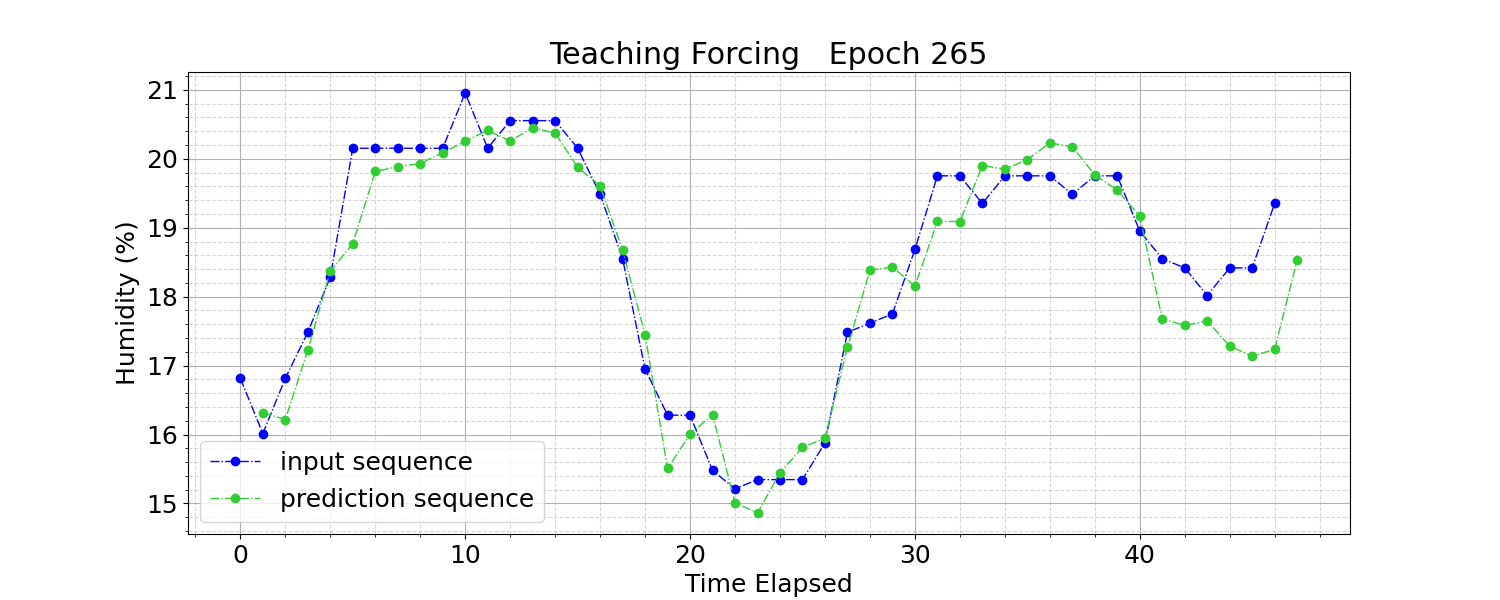 Teaching Forcing   Epoch 265
Humidity (%)
21
20
19
18
17
16
15
input sequence
prediction sequence
0 10 20 30 40
Time Elapsed